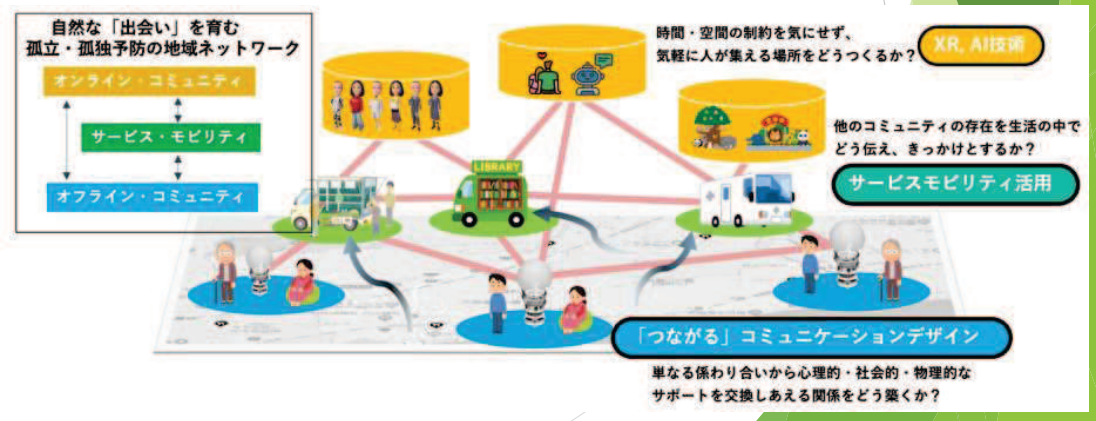 自然な「出会い」を育む
孤立・孤独予防の地域ネットワーク
オンライン・コミュニティ
サービス・モビリティ
オフライン・コミュニティ
時間・空間の制約を気にせず、
気軽に人が集える場所をどうつくるか?
XR, AI技術
他のコミュニティの存在を生活の中で
どう伝え、きっかけとするか?
サービスモビリティ活用
LIBRARY
「つながる」コミュニケーションデザイン
単なる係わり合いから心理的・社会的・物理的な
サポートを交換しあえる関係をどう築くか?